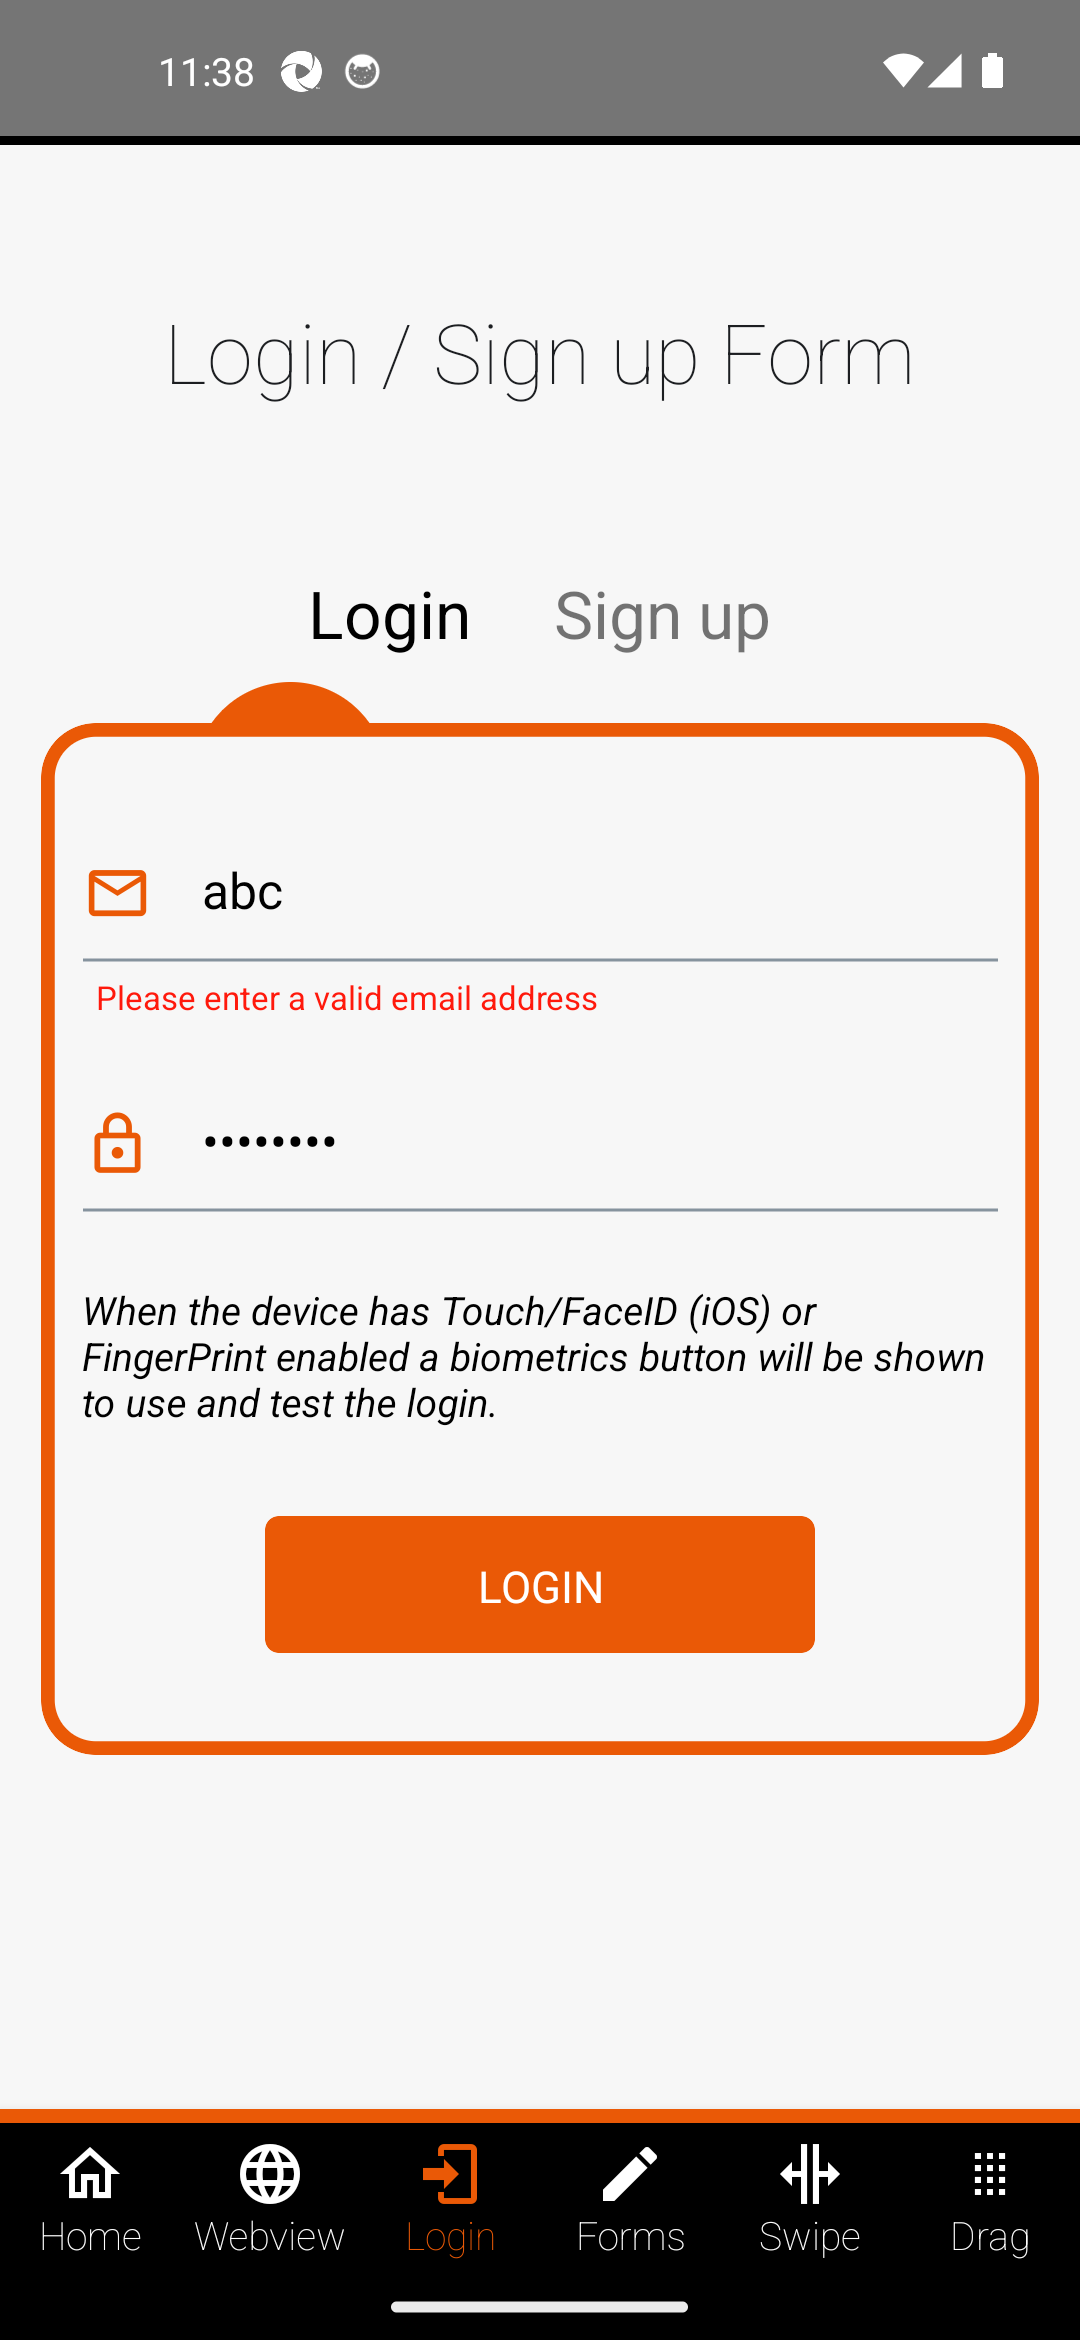 11:38
Login / Sign up Form
Login Sign up
abc
Please enter a valid email address
••••••••
When the device has Touch/FaceID (iOS) or
FingerPrint enabled a biometrics button will be shown
to use and test the login.
LOGIN
Home Webview Login Forms Swipe Drag